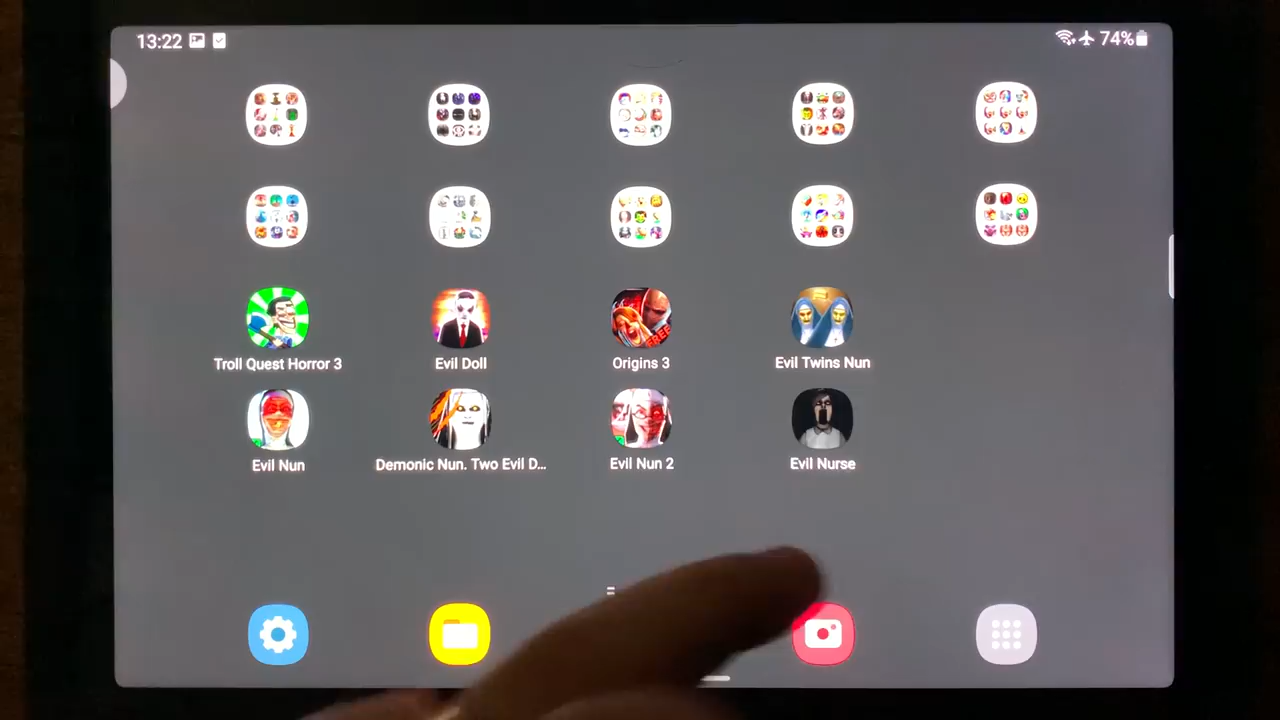 13:22 74%
Troll Quest Horror 3 Evil Doll Origins 3 Evil Twins Nun
Evil Nun Demonic Nun. Two Evil D... Evil Nun 2 Evil Nurse
FREE